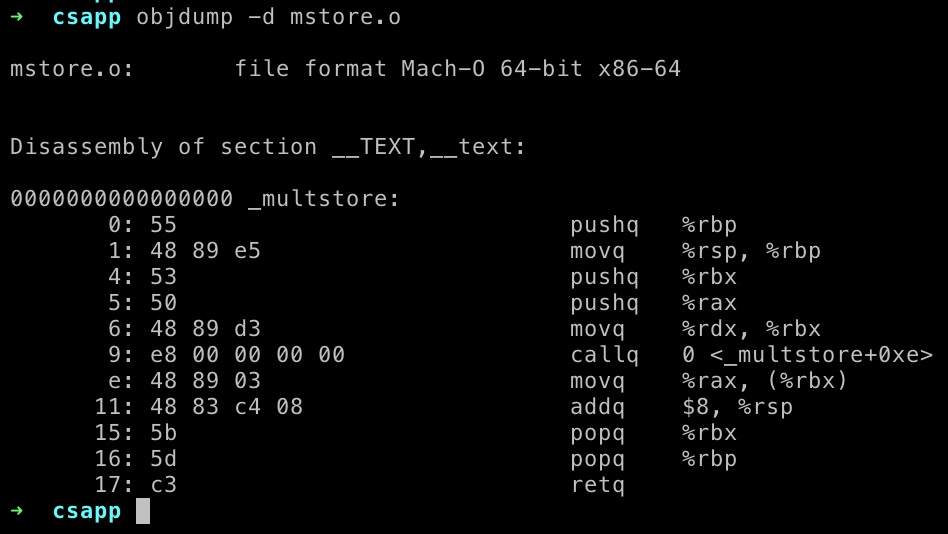 ➜  csapp objdump -d mstore.o
mstore.o:       file format Mach-O 64-bit x86-64
Disassembly of section __TEXT,__text:
0000000000000000 _multstore:
       0: 55                            pushq   %rbp
       1: 48 89 e5                      movq    %rsp, %rbp
       4: 53                            pushq   %rbx
       5: 50                            pushq   %rax
       6: 48 89 d3                      movq    %rdx, %rbx
       9: e8 00 00 00 00                callq   0 <_multstore+0xe>
       e: 48 89 03                      movq    %rax, (%rbx)
      11: 48 83 c4 08                   addq    $8, %rsp
      15: 5b                            popq    %rbx
      16: 5d                            popq    %rbp
      17: c3                            retq
➜  csapp